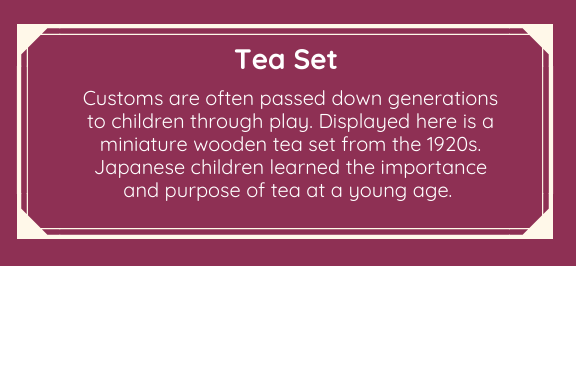 Tea Set
Customs are often passed down generations
to children through play. Displayed here is a
miniature wooden tea set from the 1920s.
Japanese children learned the importance
and purpose of tea at a young age.